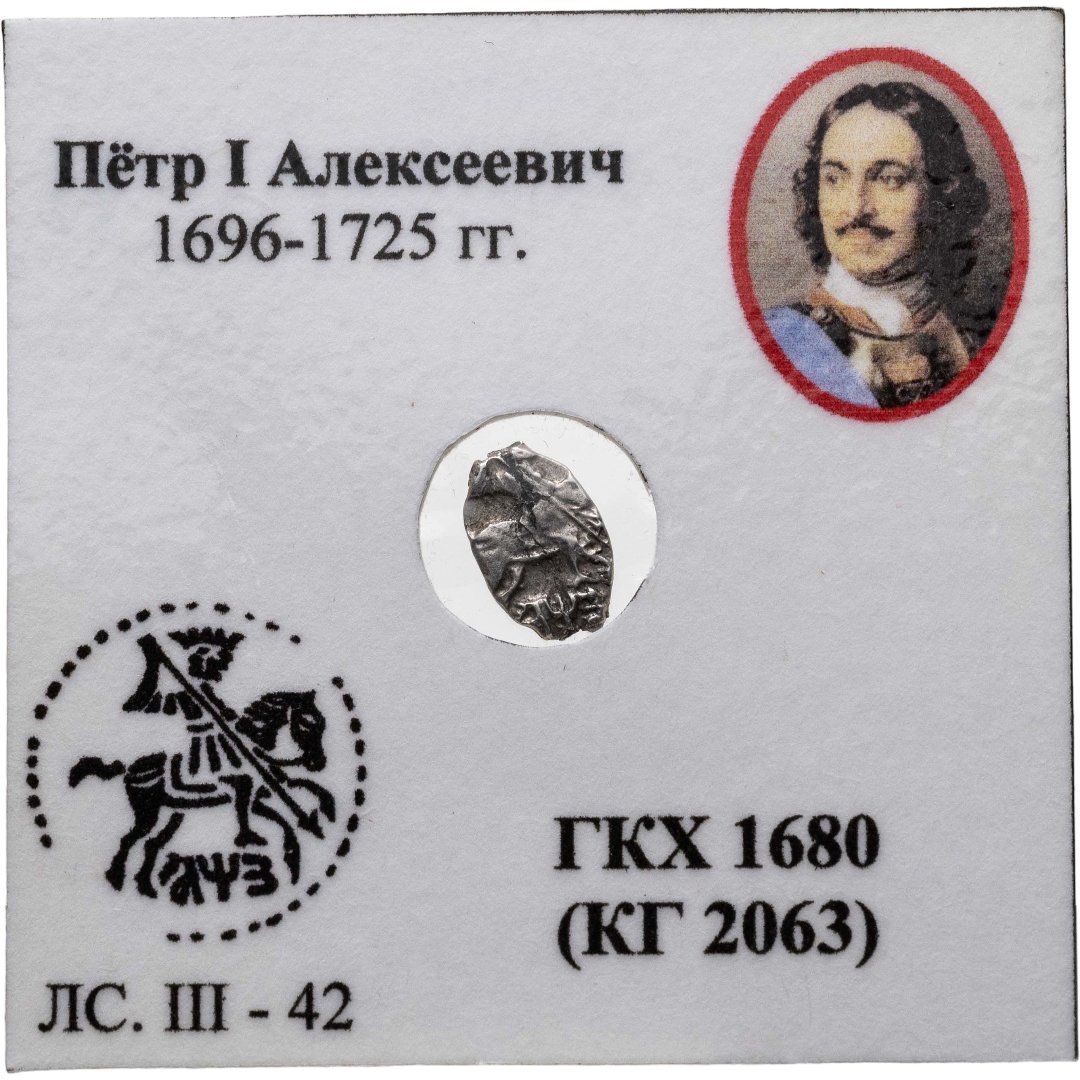 Пётр I Алексеевич
1696-1725 гг.
ГКХ 1680
(КГ 2063)
ЛС. III - 42